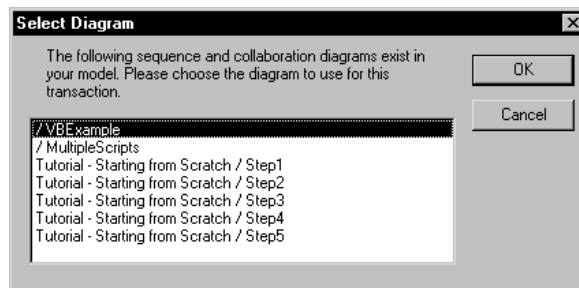 Select Diagram
The following sequence and collaboration diagrams exist in
your model. Please choose the diagram to use for this
transaction.
OK
Cancel
/ VBExample
/ MultipleScripts
Tutorial - Starting from Scratch / Step1
Tutorial - Starting from Scratch / Step2
Tutorial - Starting from Scratch / Step3
Tutorial - Starting from Scratch / Step4
Tutorial - Starting from Scratch / Step5